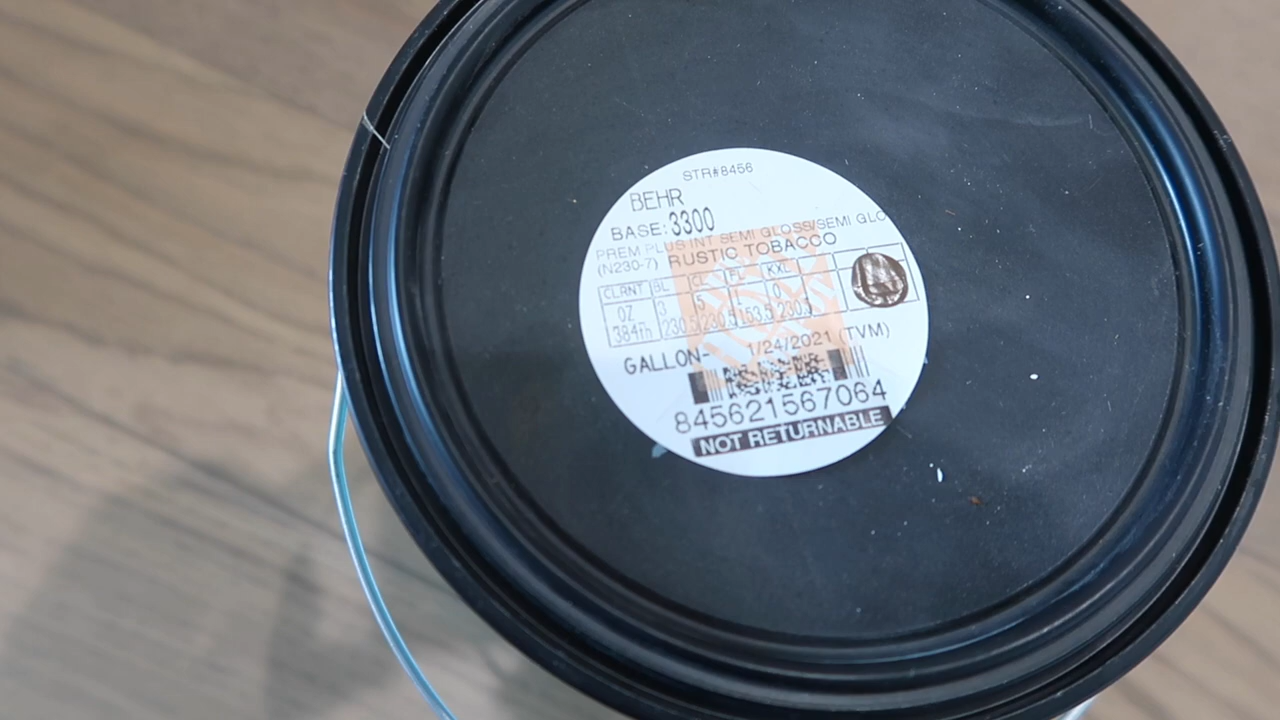 STR#8456
BEHR
BASE:3300
PREM PLUS INT SEMI GLOSS/SEMI GLO
(N230-7) RUSTIC TOBACCO
CLRNT BL CL FL KXL
OZ 3 5 1 0
384TH 230.5 230.5 153.5 230.5
GALLON- 1/24/2021 (TVM)
845621567064
NOT RETURNABLE